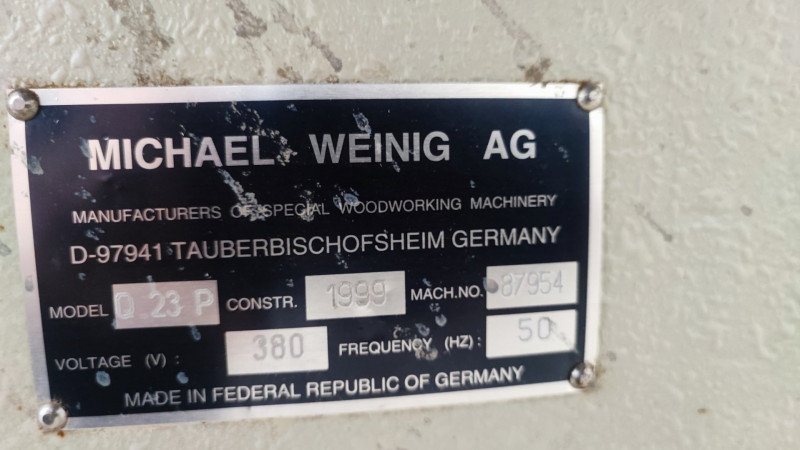 MICHAEL WEINIG AG
MANUFACTURERS OF SPECIAL WOODWORKING MACHINERY
D-97941 TAUBERBISCHOFSHEIM GERMANY
MODEL Q 23 P CONSTR. 1999 MACH.NO. 87954
VOLTAGE (V) : 380 FREQUENCY (HZ) : 50
MADE IN FEDERAL REPUBLIC OF GERMANY